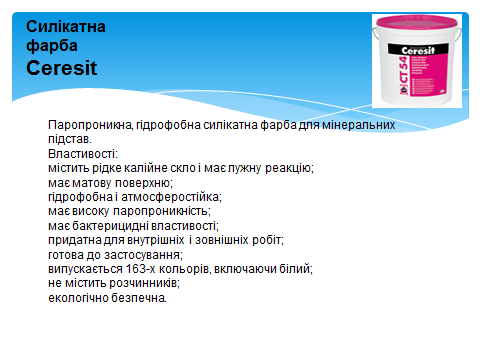 Силікатна
фарба
Ceresit
Ceresit
CT 54
Паропроникна, гідрофобна силікатна фарба для мінеральних
підстав.
Властивості:
містить рідке калійне скло і має лужну реакцію;
має матову поверхню;
гідрофобна і атмосферостійка;
має високу паропроникність;
має бактерицидні властивості;
придатна для внутрішніх і зовнішніх робіт;
готова до застосування;
випускається 163-х кольорів, включаючи білий;
не містить розчинників;
екологічно безпечна.